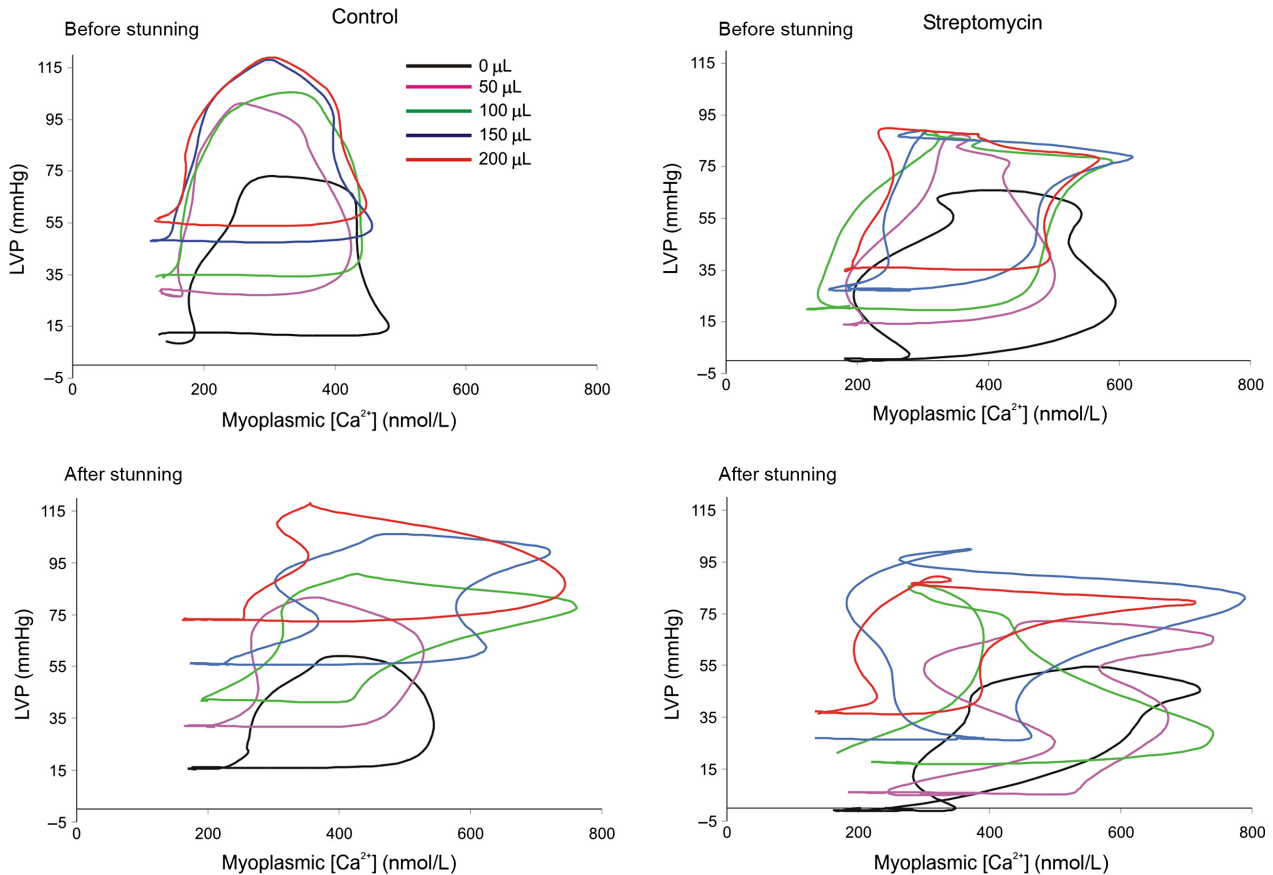 Control
Before stunning
115
95
75
55
35
15
–5
LVP (mmHg)
0 200 400 600 800
Myoplasmic [Ca²⁺] (nmol/L)
0 μL
50 μL
100 μL
150 μL
200 μL
Streptomycin
Before stunning
115
95
75
55
35
15
–5
LVP (mmHg)
0 200 400 600 800
Myoplasmic [Ca²⁺] (nmol/L)
After stunning
115
95
75
55
35
15
–5
LVP (mmHg)
0 200 400 600 800
Myoplasmic [Ca²⁺] (nmol/L)
After stunning
115
95
75
55
35
15
–5
LVP (mmHg)
0 200 400 600 800
Myoplasmic [Ca²⁺] (nmol/L)